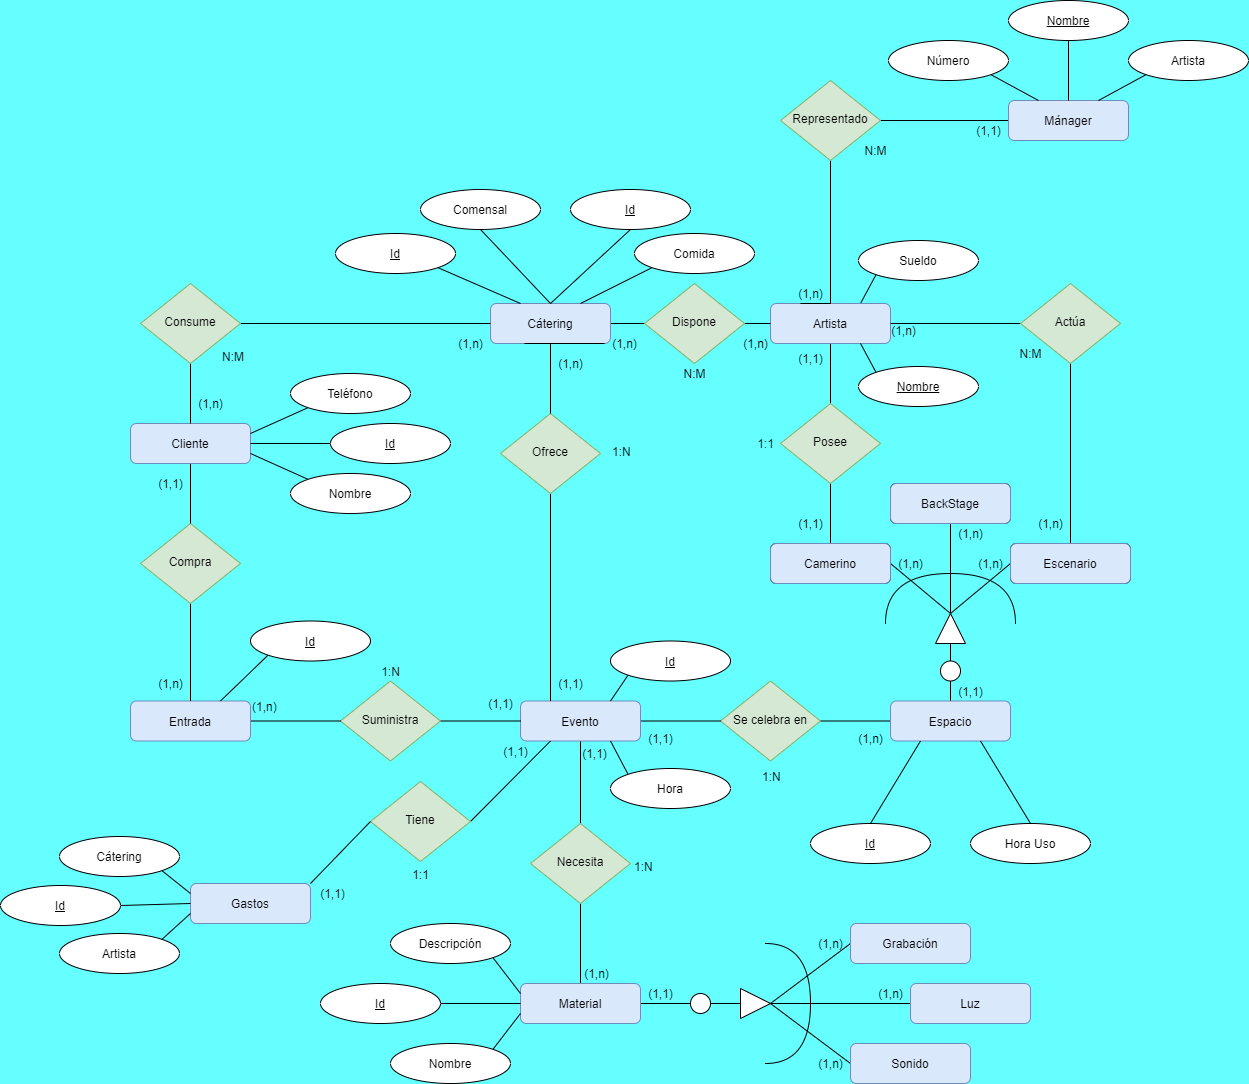 Nombre
Número
Artista
Representado
Mánager
(1,1)
N:M
Comensal
Id
Id
Comida
Sueldo
(1,n)
Consume
Cátering
Dispone
Artista
Actúa
(1,n)
(1,n)
(1,n)
(1,n)
N:M
(1,n)
(1,1)
N:M
N:M
Teléfono
Nombre
(1,n)
Cliente
Id
Ofrece
1:N
1:1
Posee
(1,1)
Nombre
BackStage
(1,1)
(1,n)
(1,n)
Compra
Camerino
(1,n)
(1,n)
Escenario
Id
Id
1:N
(1,n)
(1,1)
(1,1)
(1,n)
(1,1)
Entrada
Suministra
Evento
Se celebra en
Espacio
(1,1)
(1,n)
(1,1)
(1,1)
1:N
Hora
Tiene
Id
Hora Uso
Cátering
Necesita
1:N
1:1
(1,1)
Id
Gastos
Artista
Descripción
(1,n)
Grabación
(1,n)
(1,1)
(1,n)
Id
Material
Luz
Nombre
(1,n)
Sonido